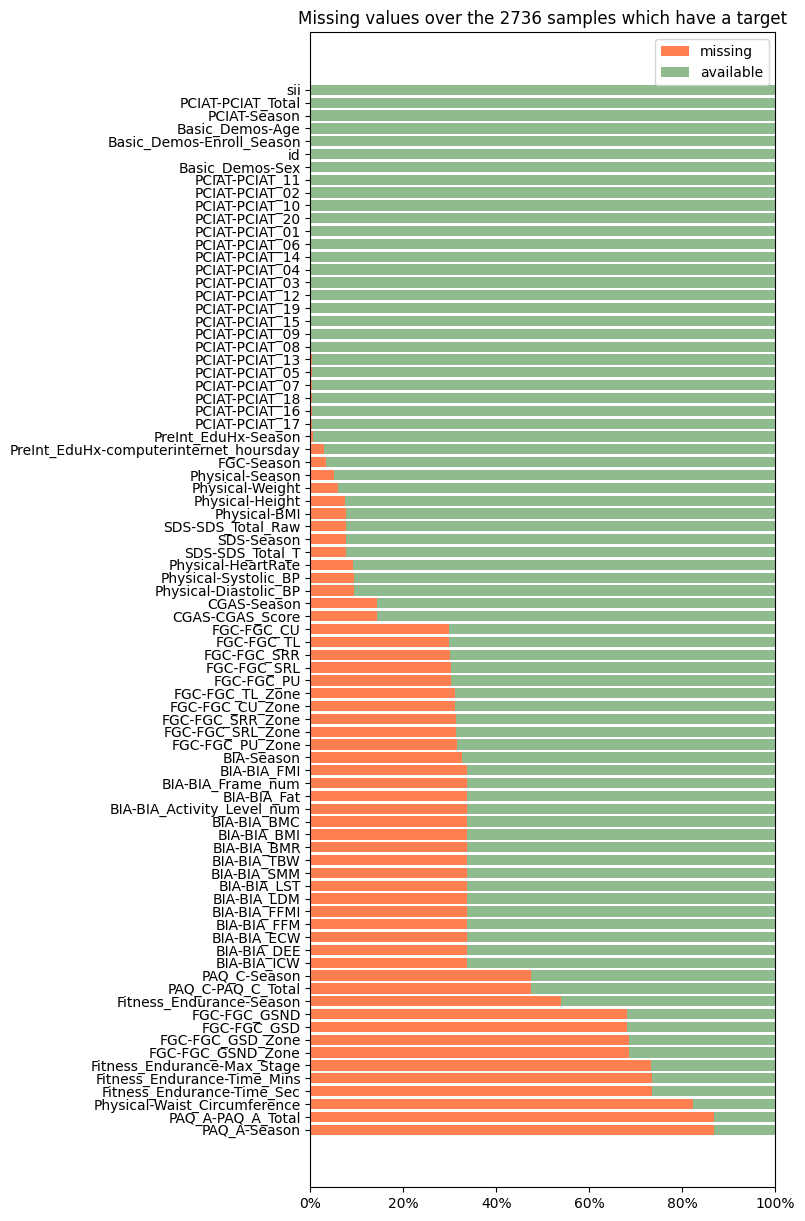 Missing values over the 2736 samples which have a target
missing
available
sii
PCIAT-PCIAT_Total
PCIAT-Season
Basic_Demos-Age
Basic_Demos-Enroll_Season
id
Basic_Demos-Sex
PCIAT-PCIAT_11
PCIAT-PCIAT_02
PCIAT-PCIAT_10
PCIAT-PCIAT_20
PCIAT-PCIAT_01
PCIAT-PCIAT_06
PCIAT-PCIAT_14
PCIAT-PCIAT_04
PCIAT-PCIAT_03
PCIAT-PCIAT_12
PCIAT-PCIAT_19
PCIAT-PCIAT_15
PCIAT-PCIAT_09
PCIAT-PCIAT_08
PCIAT-PCIAT_13
PCIAT-PCIAT_05
PCIAT-PCIAT_07
PCIAT-PCIAT_18
PCIAT-PCIAT_16
PCIAT-PCIAT_17
PreInt_EduHx-Season
PreInt_EduHx-computerinternet_hoursday
FGC-Season
Physical-Season
Physical-Weight
Physical-Height
Physical-BMI
SDS-SDS_Total_Raw
SDS-Season
SDS-SDS_Total_T
Physical-HeartRate
Physical-Systolic_BP
Physical-Diastolic_BP
CGAS-Season
CGAS-CGAS_Score
FGC-FGC_CU
FGC-FGC_TL
FGC-FGC_SRR
FGC-FGC_SRL
FGC-FGC_PU
FGC-FGC_TL_Zone
FGC-FGC_CU_Zone
FGC-FGC_SRR_Zone
FGC-FGC_SRL_Zone
FGC-FGC_PU_Zone
BIA-Season
BIA-BIA_FMI
BIA-BIA_Frame_num
BIA-BIA_Fat
BIA-BIA_Activity_Level_num
BIA-BIA_BMC
BIA-BIA_BMI
BIA-BIA_BMR
BIA-BIA_TBW
BIA-BIA_SMM
BIA-BIA_LST
BIA-BIA_LDM
BIA-BIA_FFMI
BIA-BIA_FFM
BIA-BIA_ECW
BIA-BIA_DEE
BIA-BIA_ICW
PAQ_C-Season
PAQ_C-PAQ_C_Total
Fitness_Endurance-Season
FGC-FGC_GSND
FGC-FGC_GSD
FGC-FGC_GSD_Zone
FGC-FGC_GSND_Zone
Fitness_Endurance-Max_Stage
Fitness_Endurance-Time_Mins
Fitness_Endurance-Time_Sec
Physical-Waist_Circumference
PAQ_A-PAQ_A_Total
PAQ_A-Season
0% 20% 40% 60% 80% 100%